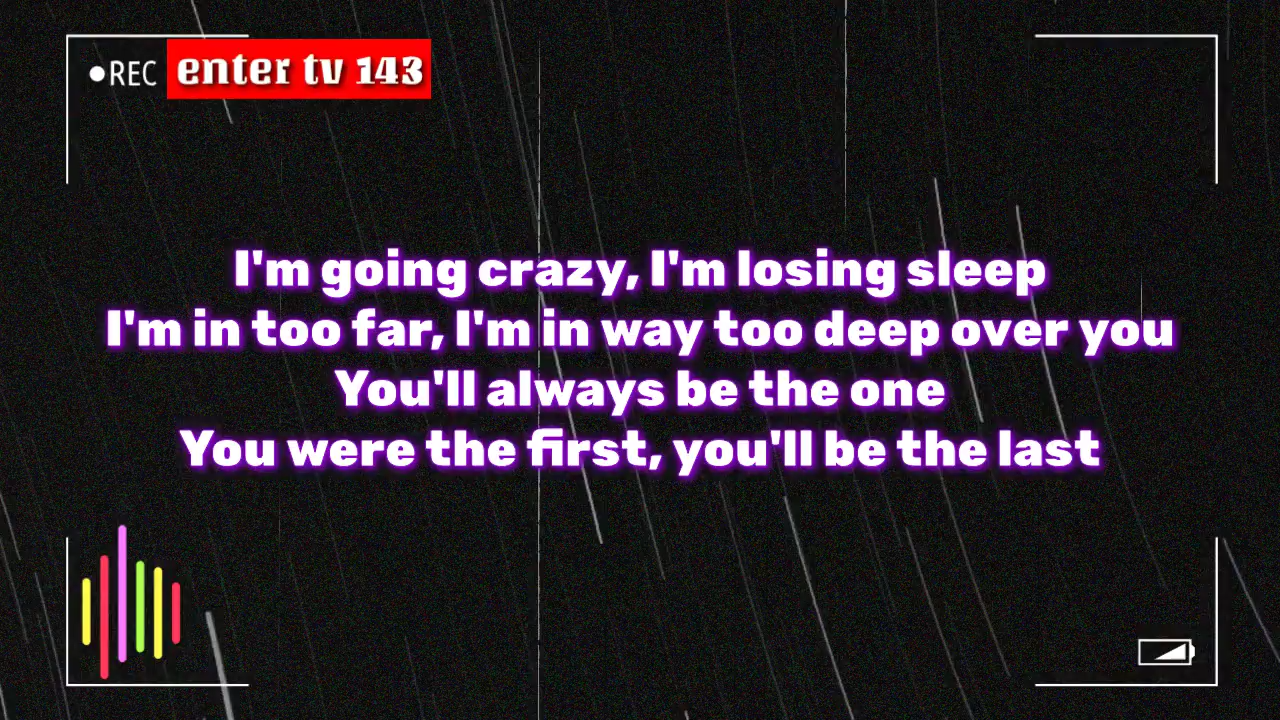 REC enter tv 143
I'm going crazy, I'm losing sleep
I'm in too far, I'm in way too deep over you
You'll always be the one
You were the first, you'll be the last